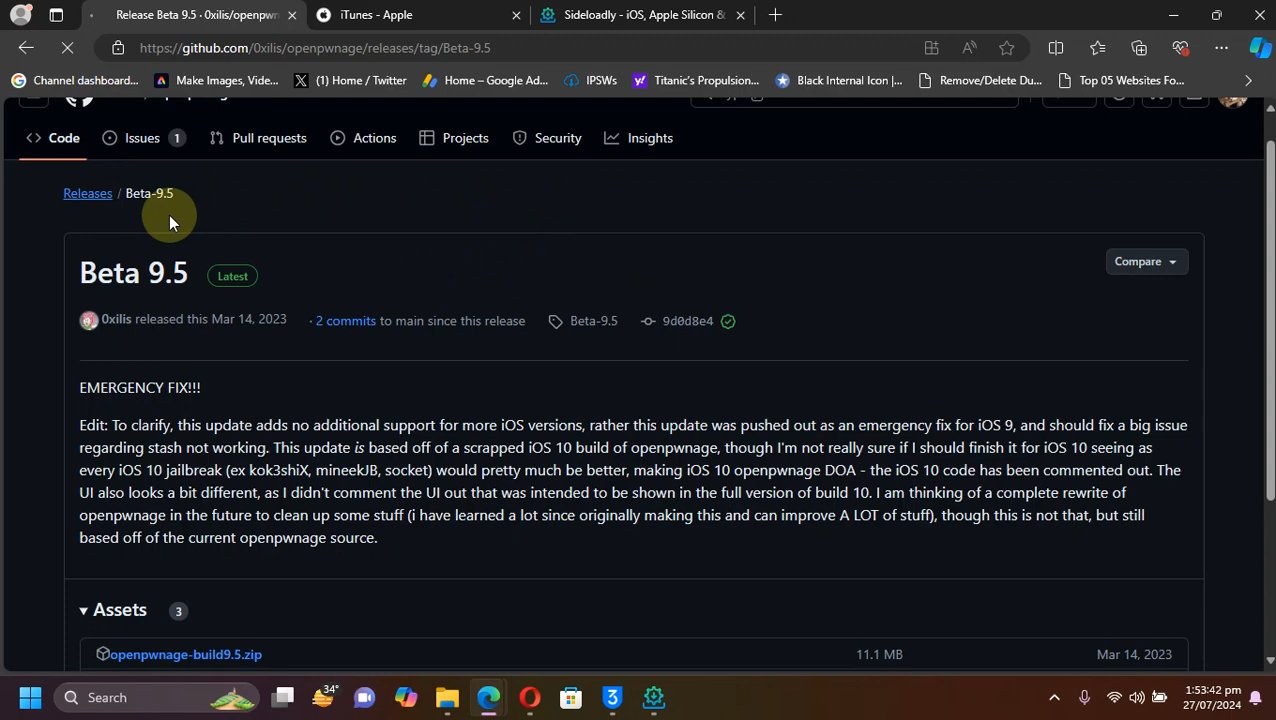 Release Beta 9.5 · 0xilis/openpwn
iTunes - Apple
Sideloadly - iOS, Apple Silicon &
https://github.com/0xilis/openpwnage/releases/tag/Beta-9.5
Channel dashboard...
Make Images, Vide...
(1) Home / Twitter
Home – Google Ad...
IPSWs
Titanic's Propulsion...
Black Internal Icon |...
Remove/Delete Du...
Top 05 Websites Fo...
Code
Issues 1
Pull requests
Actions
Projects
Security
Insights
Releases / Beta-9.5
Beta 9.5 Latest
Compare
0xilis released this Mar 14, 2023 · 2 commits to main since this release Beta-9.5 9d0d8e4
EMERGENCY FIX!!!
Edit: To clarify, this update adds no additional support for more iOS versions, rather this update was pushed out as an emergency fix for iOS 9, and should fix a big issue
regarding stash not working. This update is based off of a scrapped iOS 10 build of openpwnage, though I'm not really sure if I should finish it for iOS 10 seeing as
every iOS 10 jailbreak (ex kok3shiX, mineekJB, socket) would pretty much be better, making iOS 10 openpwnage DOA - the iOS 10 code has been commented out. The
UI also looks a bit different, as I didn't comment the UI out that was intended to be shown in the full version of build 10. I am thinking of a complete rewrite of
openpwnage in the future to clean up some stuff (i have learned a lot since originally making this and can improve A LOT of stuff), though this is not that, but still
based off of the current openpwnage source.
Assets 3
openpwnage-build9.5.zip 11.1 MB Mar 14, 2023
Search
34°
1:53:42 pm
27/07/2024